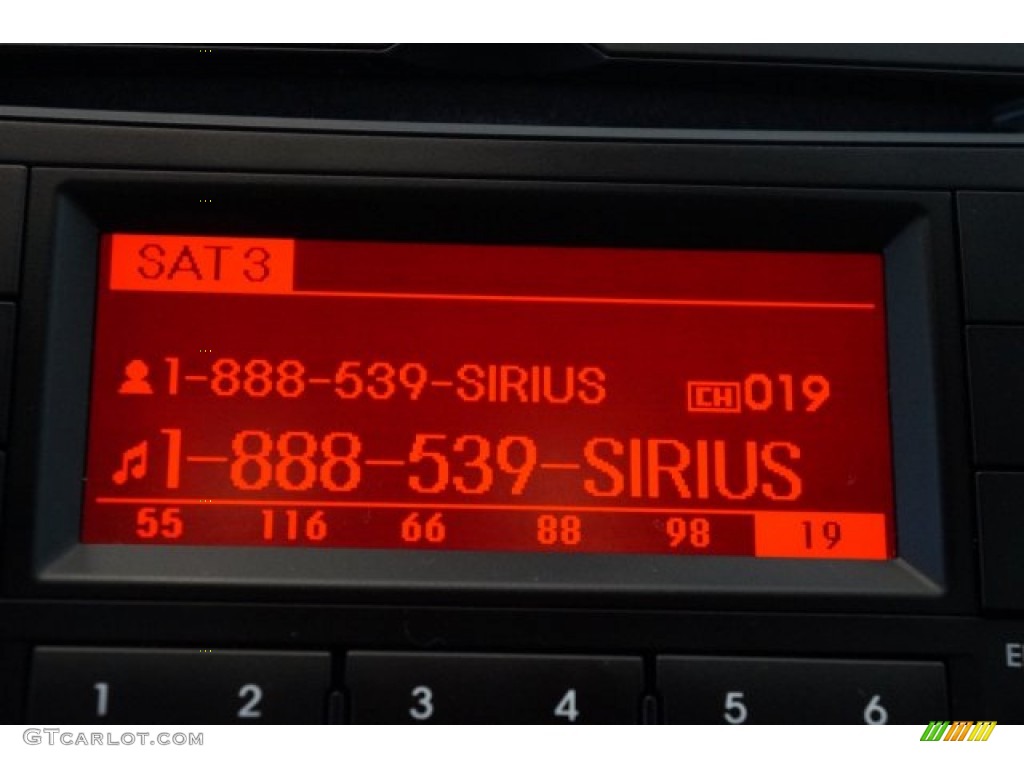 SAT 3
1-888-539-SIRIUS CH 019
1-888-539-SIRIUS
55 116 66 88 98 19
1 2 3 4 5 6
GTCARLOT.COM